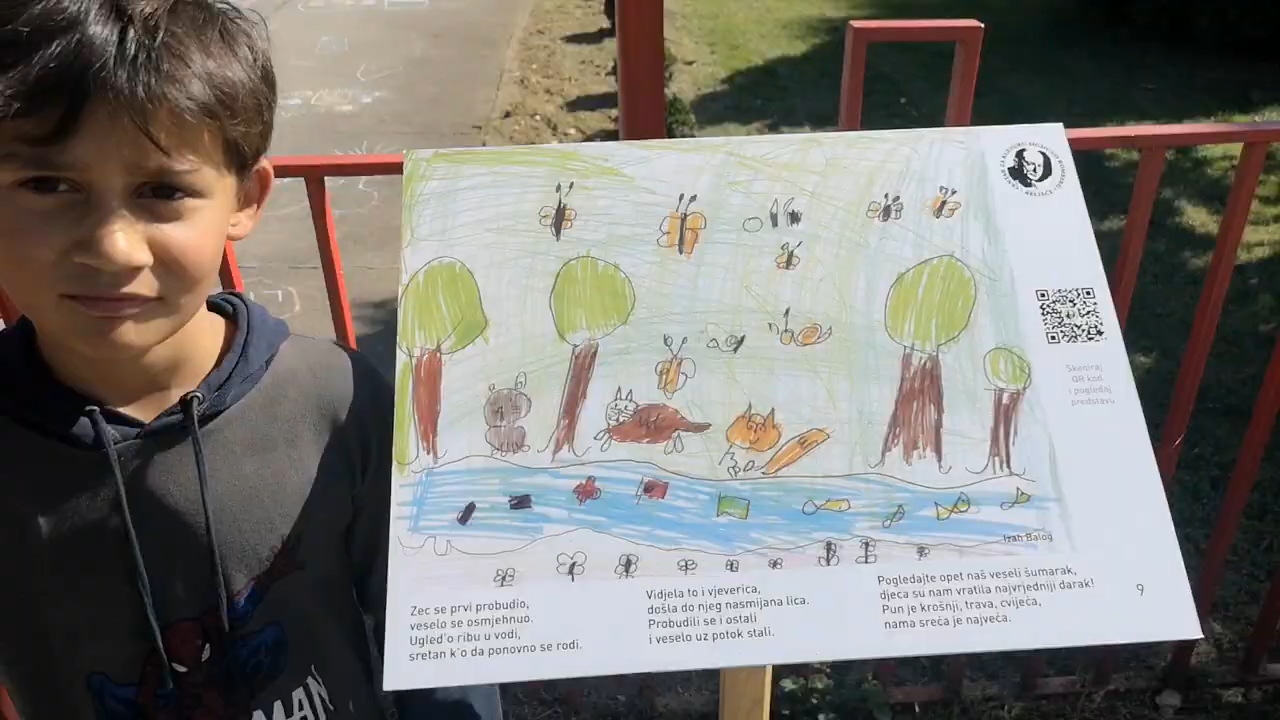 Skeniraj
QR kod
i pogledaj
predstavu
Izah Balog
Zec se prvi probudio,
veselo se osmjehnuo.
Ugled'o ribu u vodi,
sretan k'o da ponovno se rodi.
Vidjela to i vjeverica,
došla do njeg nasmijana lica.
Probudili se i ostali
i veselo uz potok stali.
Pogledajte opet naš veseli šumarak,
djeca su nam vratila najvrjedniji darak!
Pun je krošnji, trava, cvijeća,
nama sreća je najveća.
9
MAN